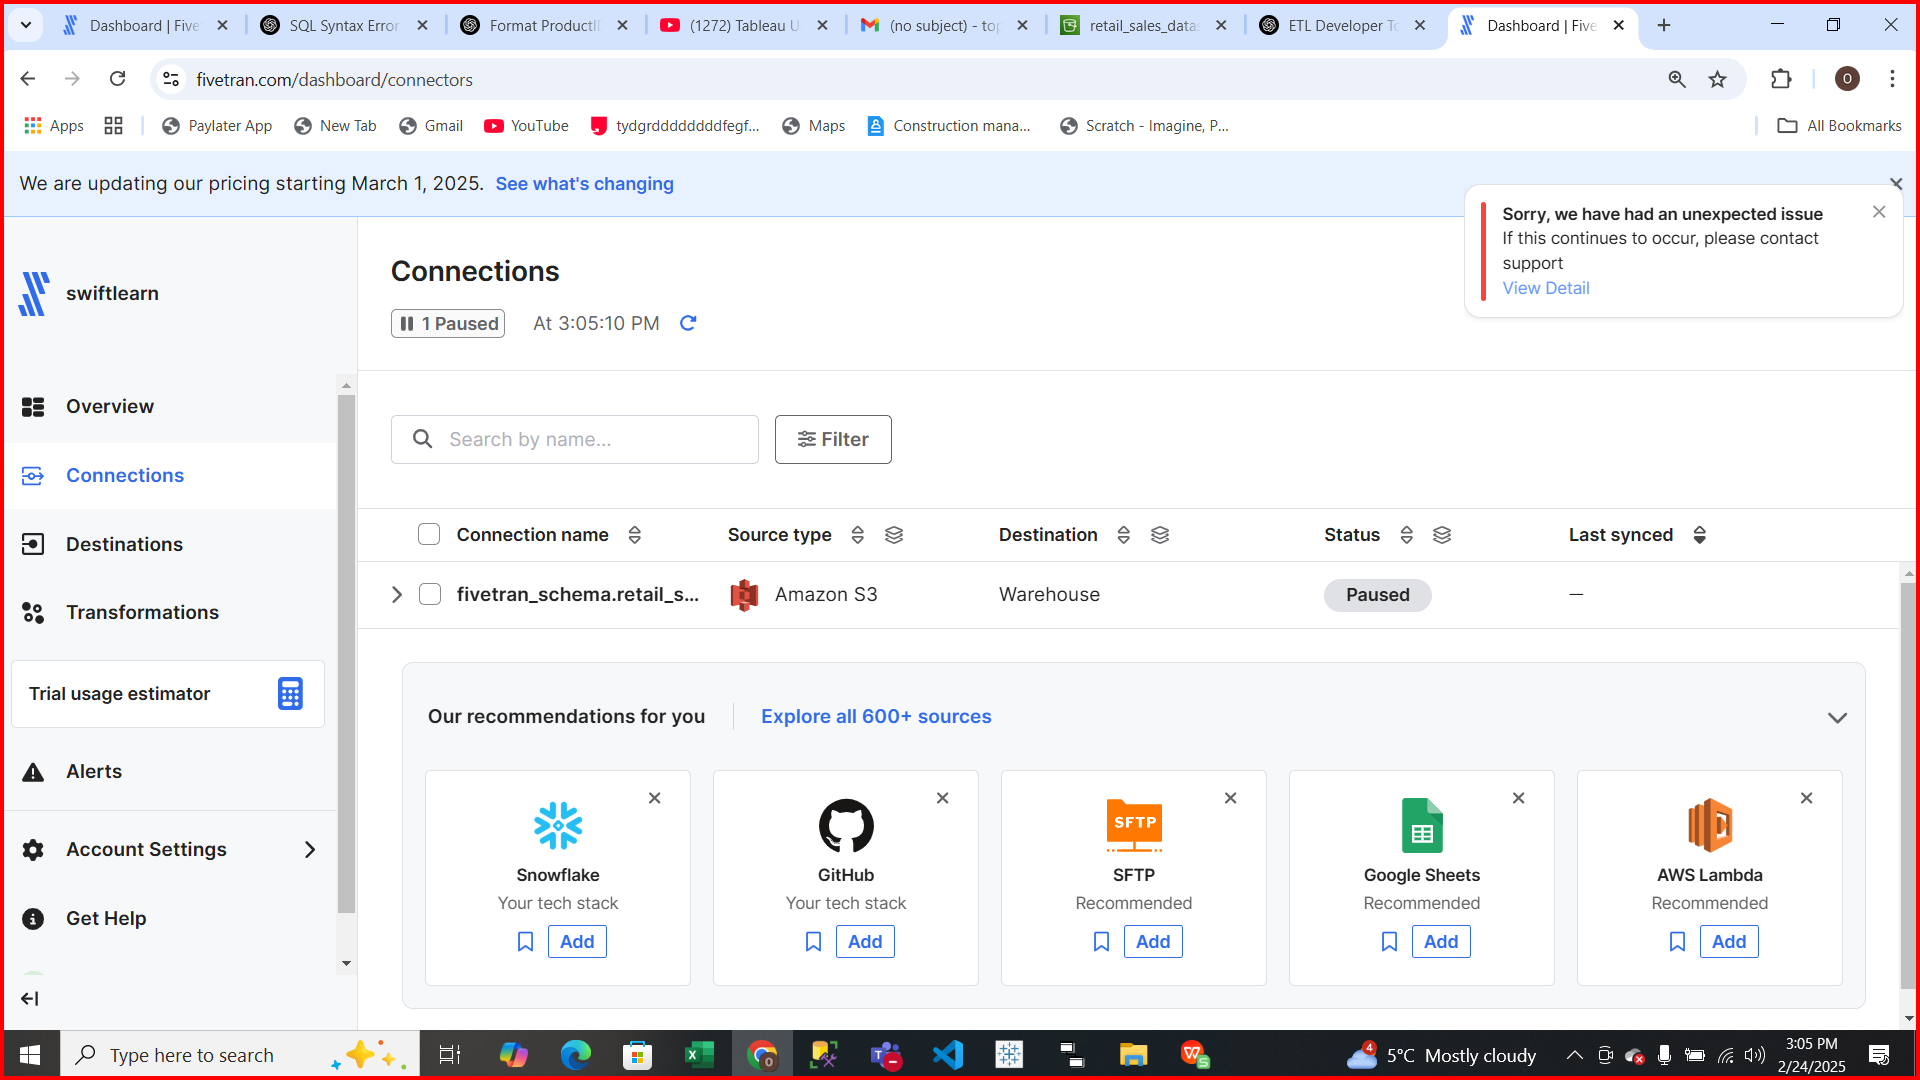 Dashboard | Five
SQL Syntax Error
Format ProductI
(1272) Tableau U
(no subject) - top
retail_sales_datas
ETL Developer To
Dashboard | Five
fivetran.com/dashboard/connectors
O
Apps
Paylater App
New Tab
Gmail
YouTube
tydgrdddddddfegf...
Maps
Construction mana...
Scratch - Imagine, P...
All Bookmarks
We are updating our pricing starting March 1, 2025. See what's changing
Sorry, we have had an unexpected issue
If this continues to occur, please contact
support
View Detail
swiftlearn
Overview
Connections
Destinations
Transformations
Trial usage estimator
Alerts
Account Settings
Get Help
Connections
1 Paused
At 3:05:10 PM
Search by name...
Filter
Connection name
Source type
Destination
Status
Last synced
fivetran_schema.retail_s...
Amazon S3
Warehouse
Paused
—
Our recommendations for you
Explore all 600+ sources
Snowflake
Your tech stack
Add
GitHub
Your tech stack
Add
SFTP
SFTP
Recommended
Add
Google Sheets
Recommended
Add
AWS Lambda
Recommended
Add
Type here to search
4
5°C Mostly cloudy
3:05 PM
2/24/2025